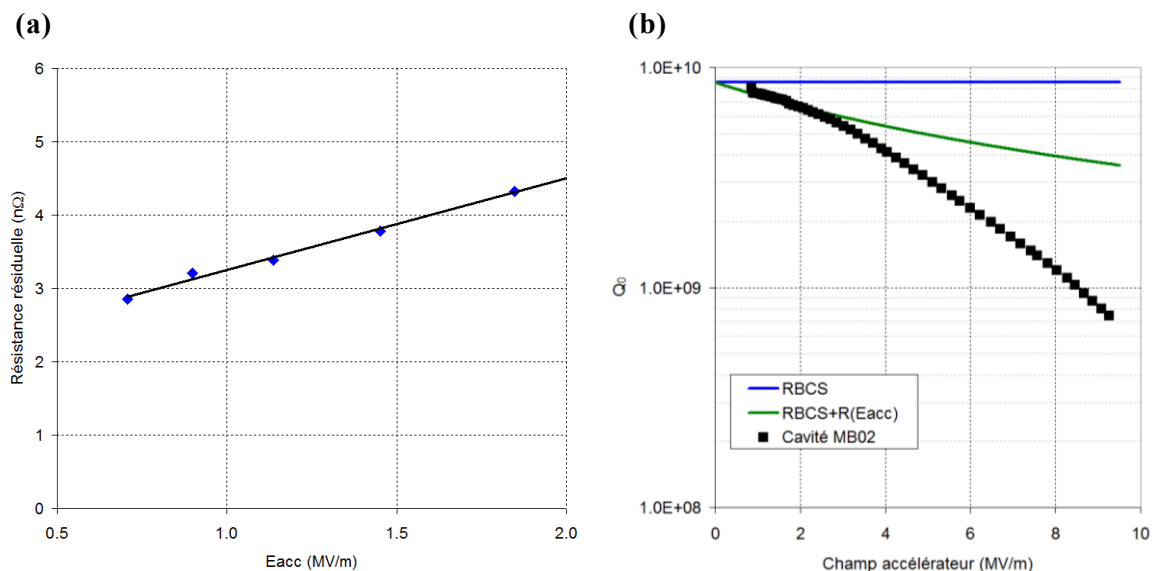 (a)
6
5
4
3
2
1
0
0.5 1.0 1.5 2.0
Résistance résiduelle (nΩ)
Eacc (MV/m)
(b)
1.0E+10
1.0E+09
1.0E+08
0 2 4 6 8 10
Q₀
Champ accélérateur (MV/m)
RBCS
RBCS+R(Eacc)
Cavité MB02